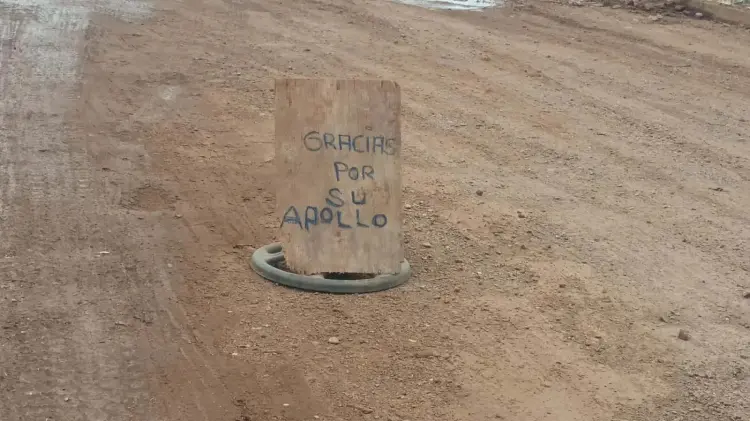 GRACIAS
POR
SU
APOLLO